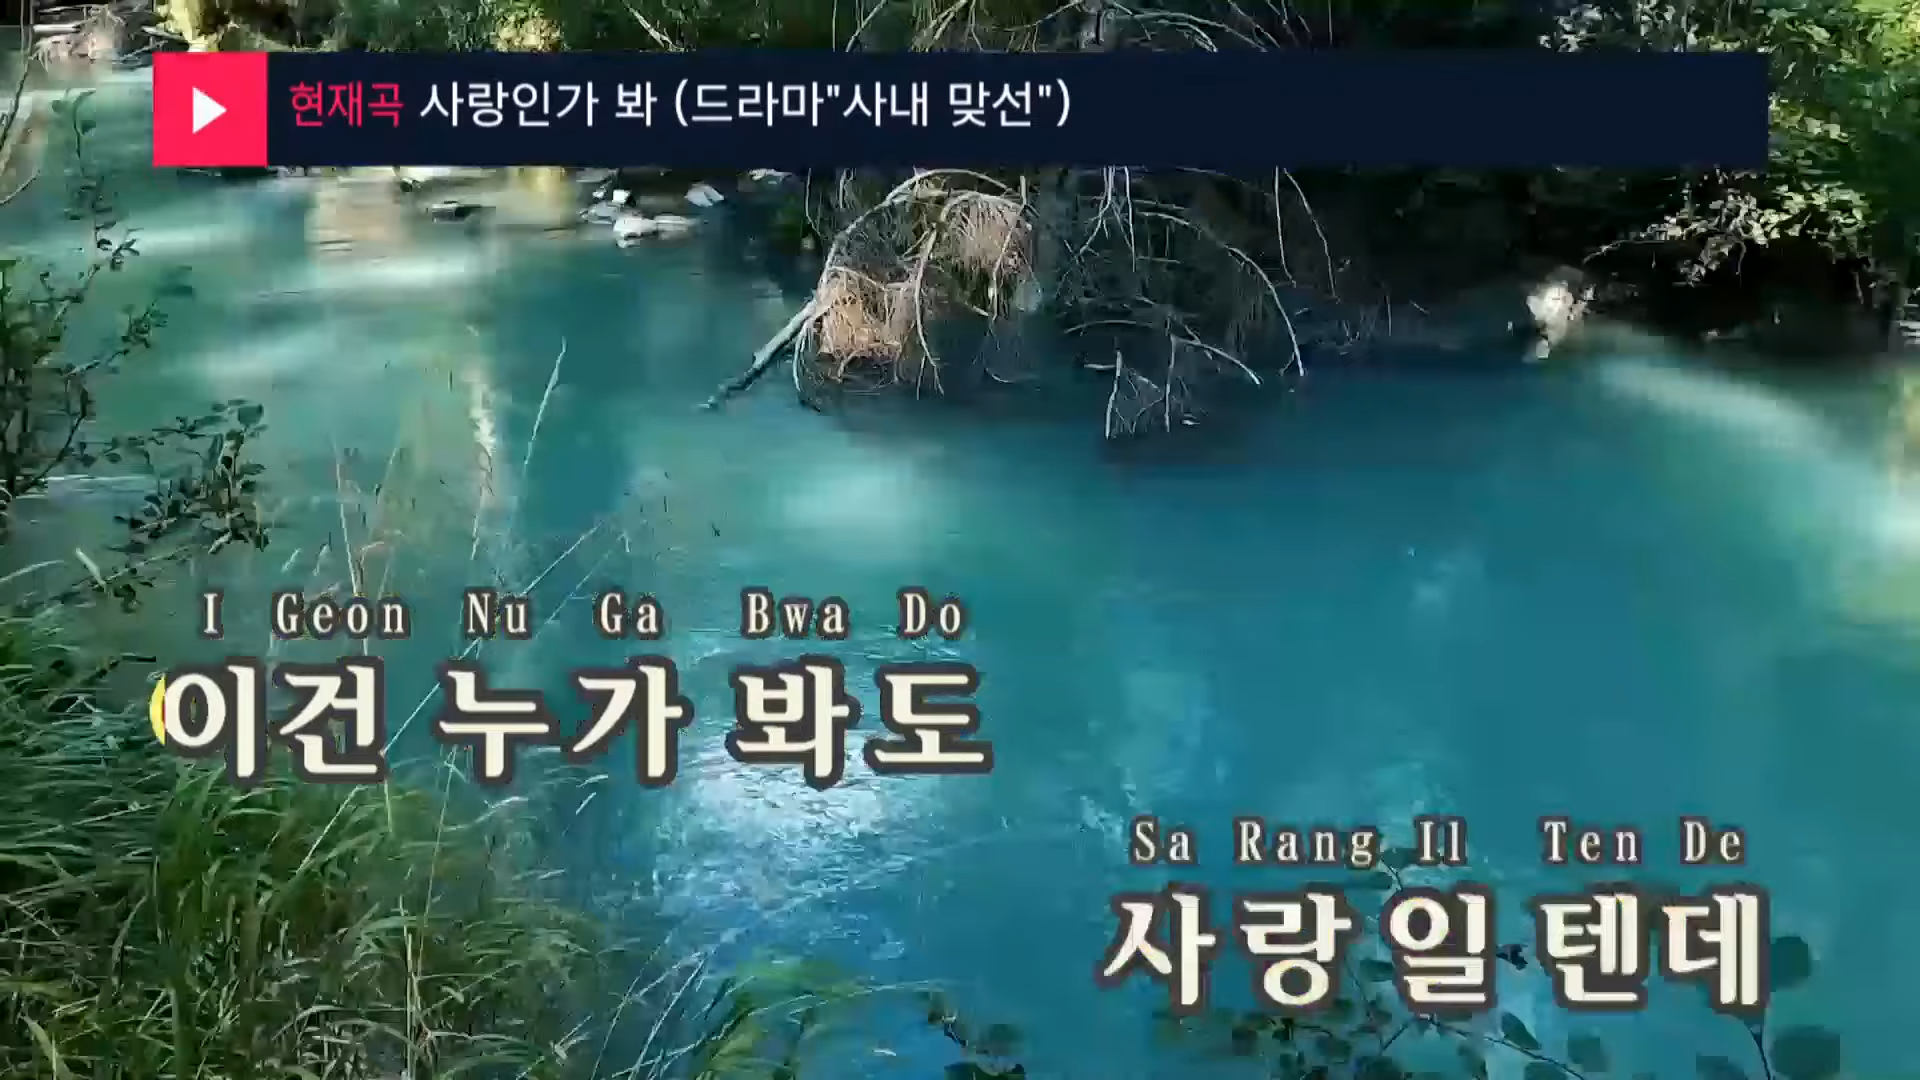 현재곡 사랑인가 봐 (드라마"사내 맞선")
I Geon Nu Ga Bwa Do
이건 누가 봐도
Sa Rang Il Ten De
사랑일 텐데